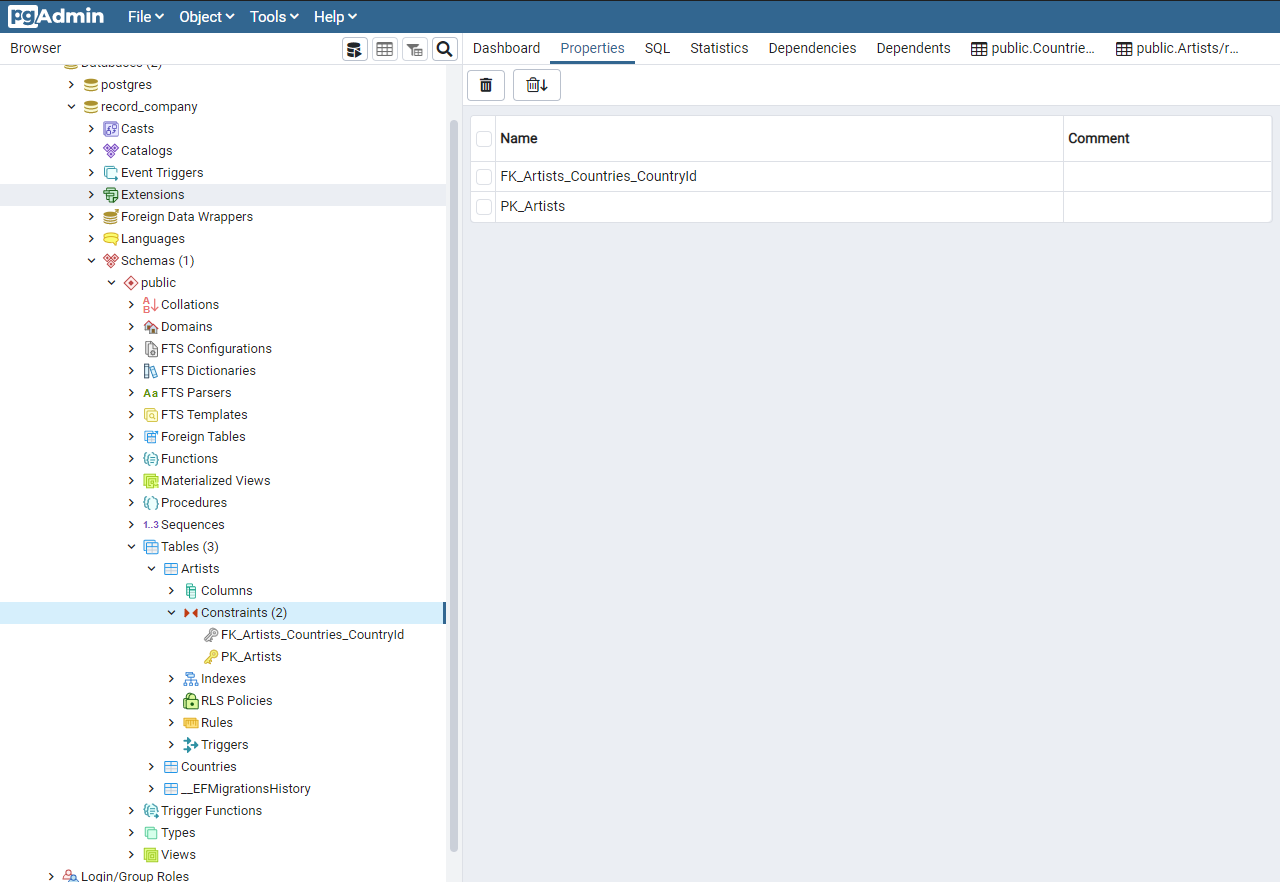 pgAdmin File Object Tools Help
Browser
Dashboard Properties SQL Statistics Dependencies Dependents public.Countrie... public.Artists/r...
Databases (2)
postgres
record_company
Casts
Catalogs
Event Triggers
Extensions
Foreign Data Wrappers
Languages
Schemas (1)
public
Collations
Domains
FTS Configurations
FTS Dictionaries
Aa FTS Parsers
FTS Templates
Foreign Tables
Functions
Materialized Views
Procedures
1..3 Sequences
Tables (3)
Artists
Columns
Constraints (2)
FK_Artists_Countries_CountryId
PK_Artists
Indexes
RLS Policies
Rules
Triggers
Countries
__EFMigrationsHistory
Trigger Functions
Types
Views
Login/Group Roles
Name Comment
FK_Artists_Countries_CountryId
PK_Artists